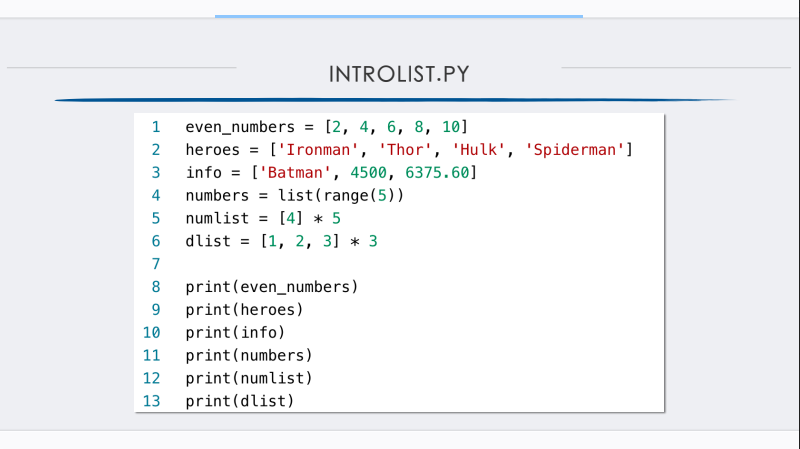 INTROLIST.PY
1 even_numbers = [2, 4, 6, 8, 10]
2 heroes = ['Ironman', 'Thor', 'Hulk', 'Spiderman']
3 info = ['Batman', 4500, 6375.60]
4 numbers = list(range(5))
5 numlist = [4] * 5
6 dlist = [1, 2, 3] * 3
7
8 print(even_numbers)
9 print(heroes)
10 print(info)
11 print(numbers)
12 print(numlist)
13 print(dlist)